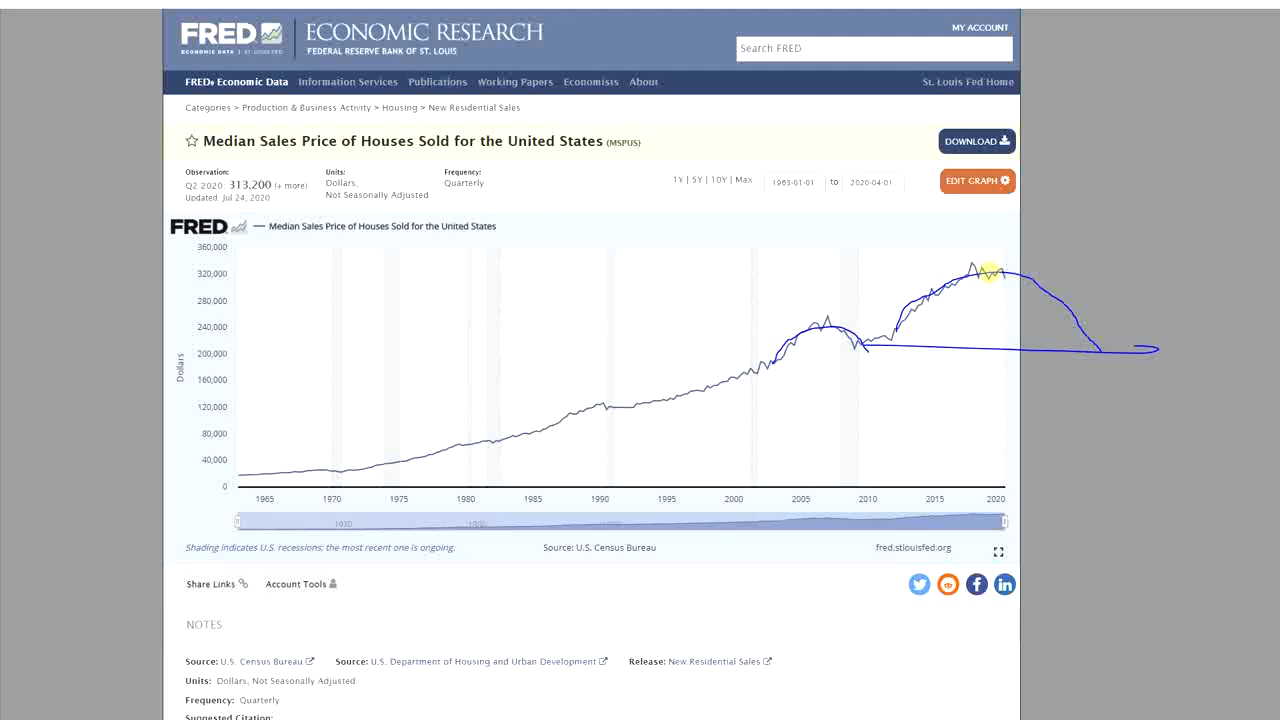 FRED
ECONOMIC DATA | ST. LOUIS FED
ECONOMIC RESEARCH
FEDERAL RESERVE BANK OF ST. LOUIS
MY ACCOUNT
Search FRED
FRED® Economic Data Information Services Publications Working Papers Economists About St. Louis Fed Home
Categories > Production & Business Activity > Housing > New Residential Sales
☆ Median Sales Price of Houses Sold for the United States (MSPUS)
DOWNLOAD
Observation:
Q2 2020: 313,200 (+ more)
Updated: Jul 24, 2020
Units:
Dollars,
Not Seasonally Adjusted
Frequency:
Quarterly
1Y | 5Y | 10Y | Max
1963-01-01 to 2020-04-01
EDIT GRAPH
FRED — Median Sales Price of Houses Sold for the United States
Dollars
360,000
320,000
280,000
240,000
200,000
160,000
120,000
80,000
40,000
0
1965 1970 1975 1980 1985 1990 1995 2000 2005 2010 2015 2020
1970
Shading indicates U.S. recessions; the most recent one is ongoing. Source: U.S. Census Bureau fred.stlouisfed.org
Share Links Account Tools
NOTES
Source: U.S. Census Bureau Source: U.S. Department of Housing and Urban Development Release: New Residential Sales
Units: Dollars, Not Seasonally Adjusted
Frequency: Quarterly
Suggested Citation: